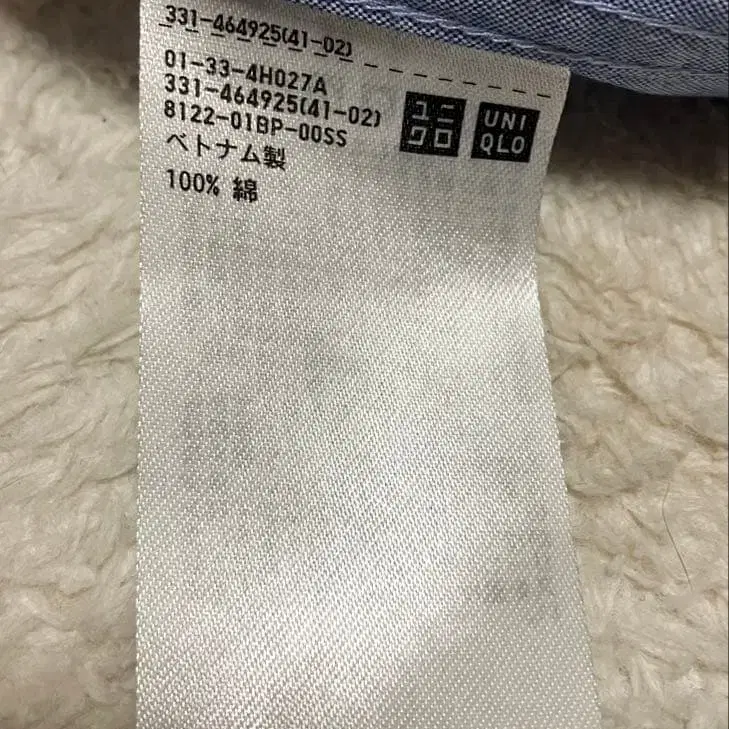 331-464925(41-02)
01-33-4H027A
331-464925(41-02)
8122-01BP-00SS
ベトナム製
100% 綿
ユニ
クロ
UNI
QLO